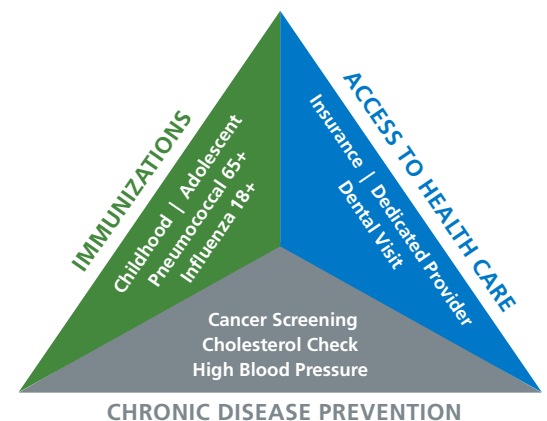 IMMUNIZATIONS
Childhood | Adolescent
Pneumococcal 65+
Influenza 18+
ACCESS TO HEALTH CARE
Insurance | Dedicated Provider
Dental Visit
Cancer Screening
Cholesterol Check
High Blood Pressure
CHRONIC DISEASE PREVENTION